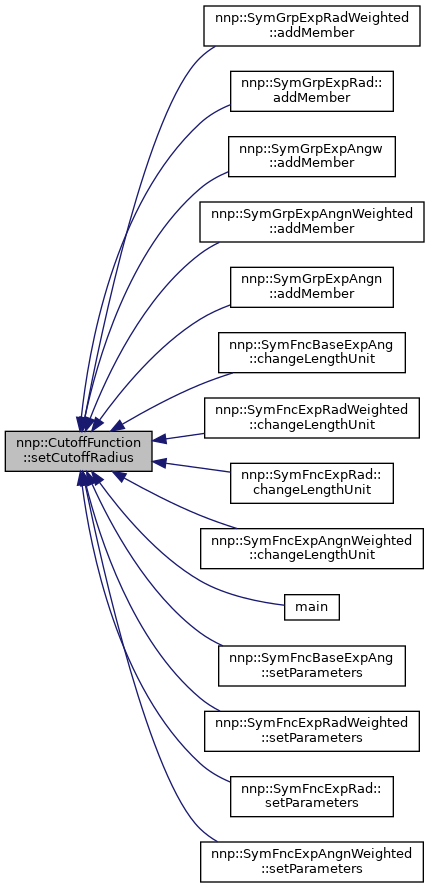 nnp::SymGrpExpRadWeighted
::addMember
nnp::SymGrpExpRad::
addMember
nnp::SymGrpExpAngw
::addMember
nnp::SymGrpExpAngnWeighted
::addMember
nnp::SymGrpExpAngn
::addMember
nnp::SymFncBaseExpAng
::changeLengthUnit
nnp::SymFncExpRadWeighted
::changeLengthUnit
nnp::CutoffFunction
::setCutoffRadius
nnp::SymFncExpRad::
changeLengthUnit
nnp::SymFncExpAngnWeighted
::changeLengthUnit
main
nnp::SymFncBaseExpAng
::setParameters
nnp::SymFncExpRadWeighted
::setParameters
nnp::SymFncExpRad::
setParameters
nnp::SymFncExpAngnWeighted
::setParameters